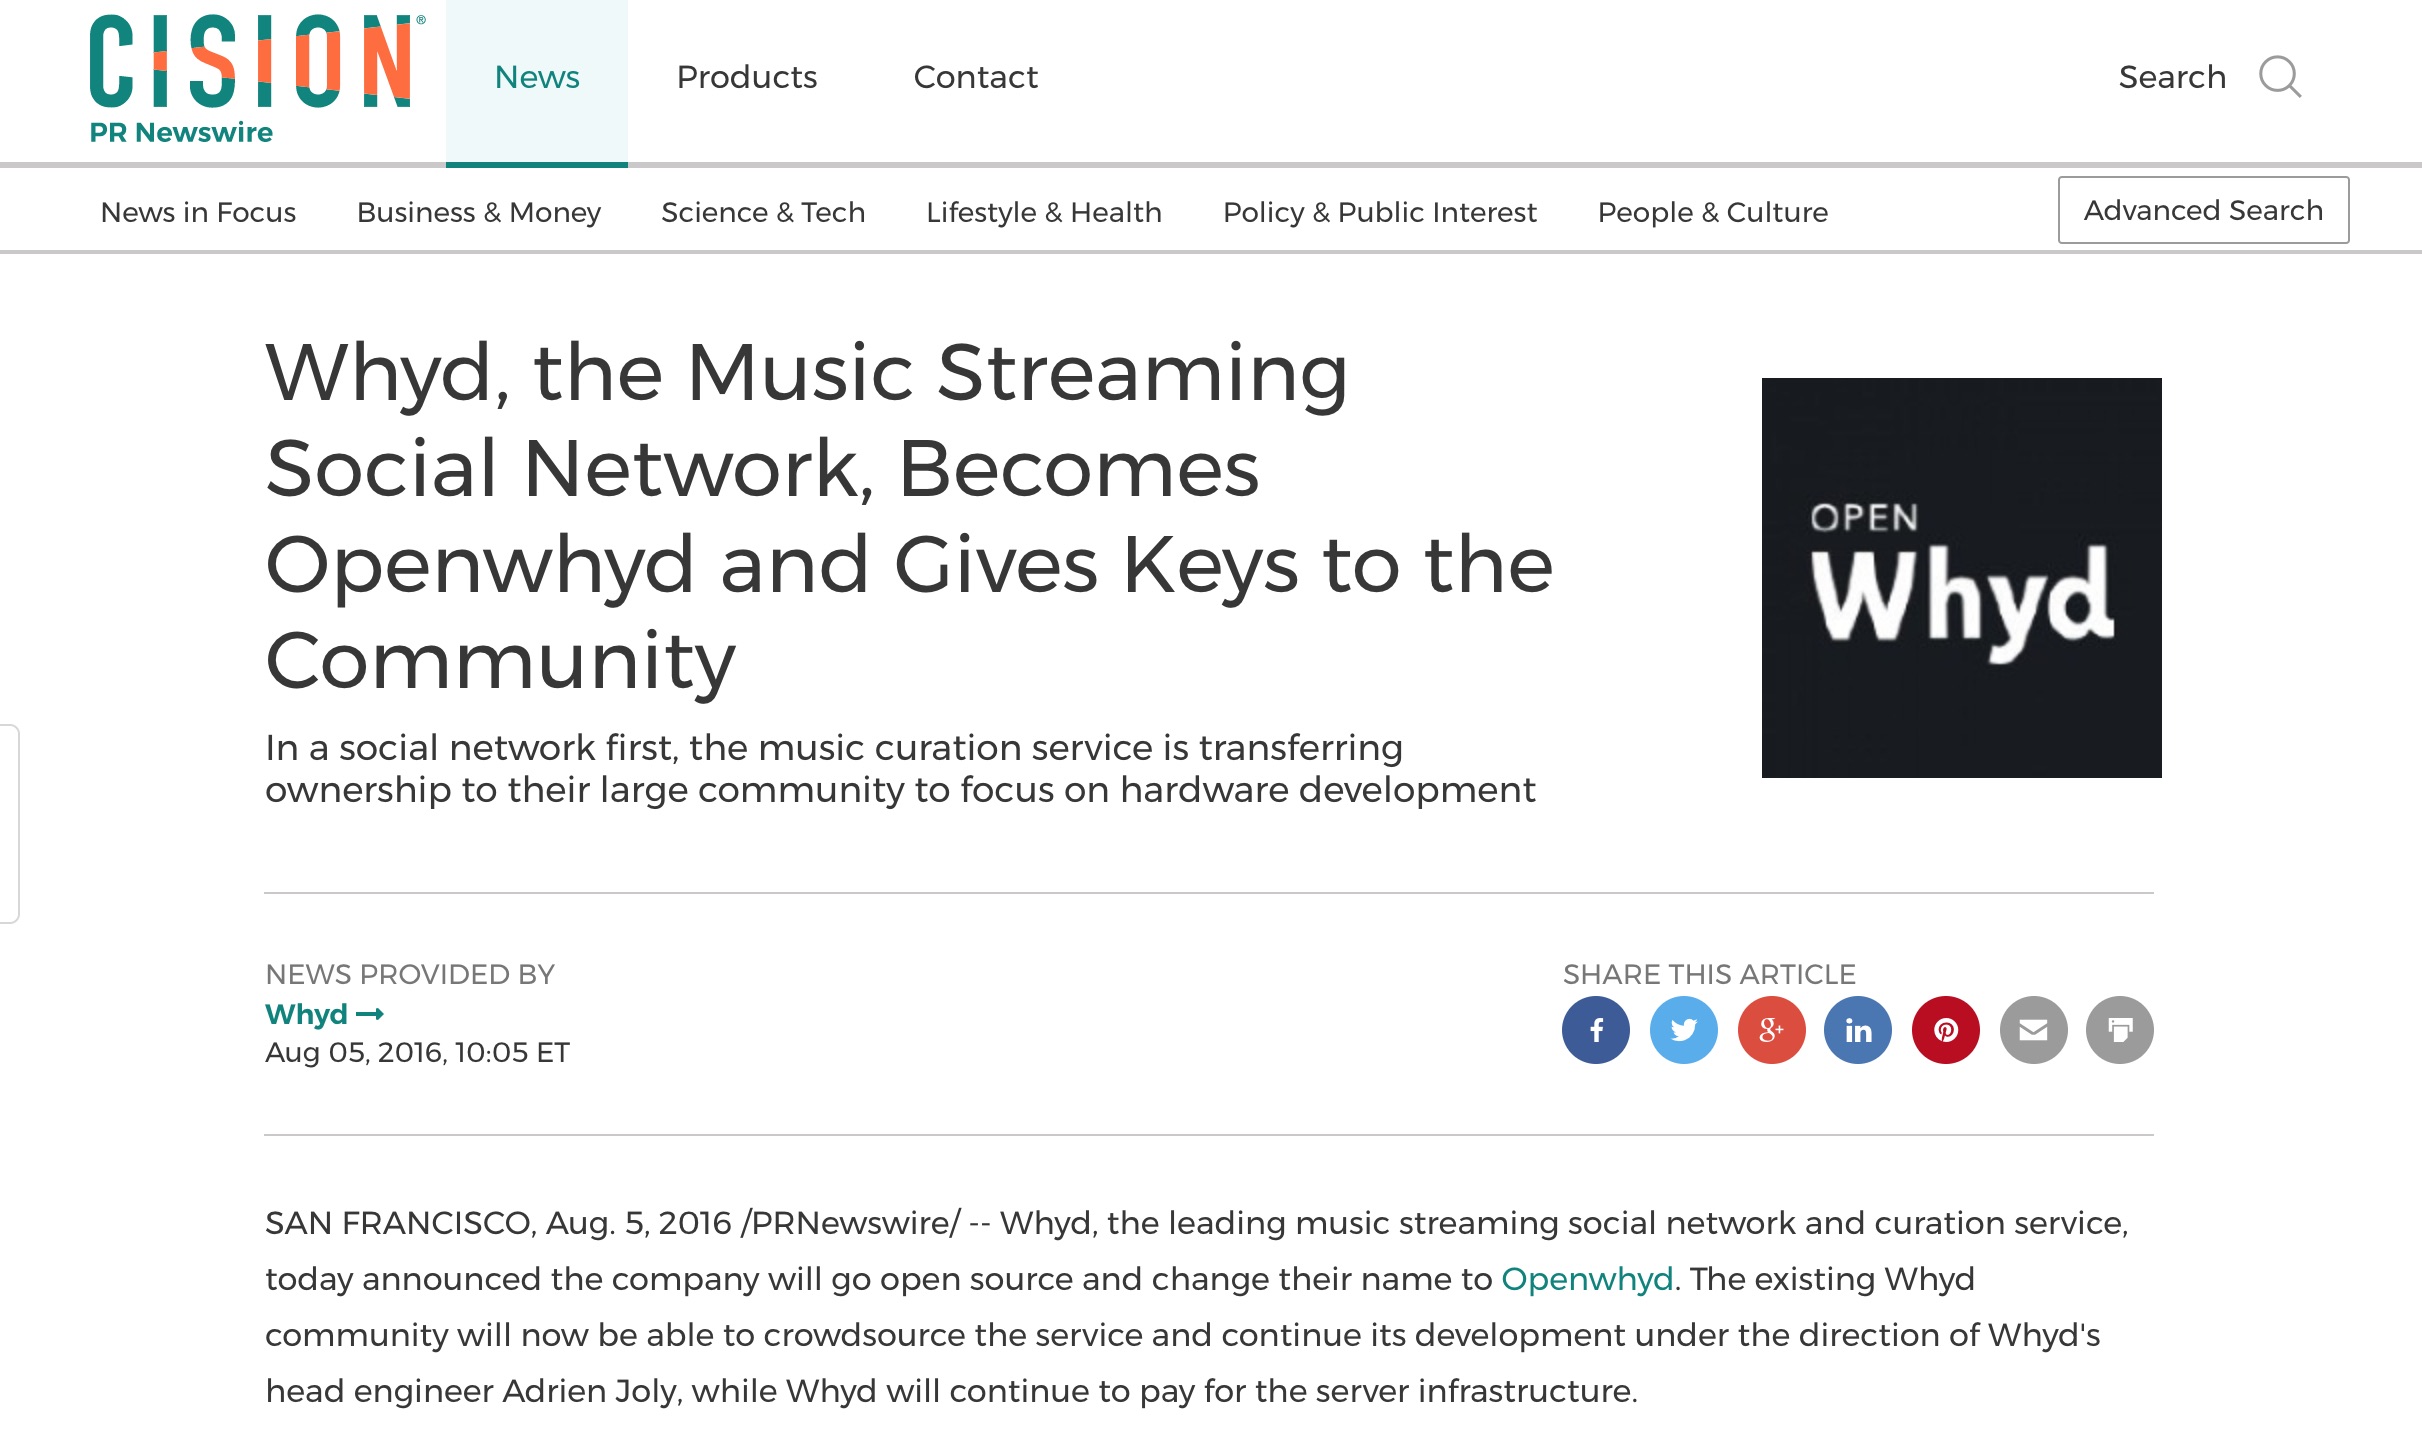 CISION®
PR Newswire
News
Products
Contact
Search
News in Focus
Business & Money
Science & Tech
Lifestyle & Health
Policy & Public Interest
People & Culture
Advanced Search
Whyd, the Music Streaming
Social Network, Becomes
Openwhyd and Gives Keys to the
Community
OPEN
Whyd
In a social network first, the music curation service is transferring
ownership to their large community to focus on hardware development
NEWS PROVIDED BY
Whyd →
Aug 05, 2016, 10:05 ET
SHARE THIS ARTICLE
f
g+
in
SAN FRANCISCO, Aug. 5, 2016 /PRNewswire/ -- Whyd, the leading music streaming social network and curation service,
today announced the company will go open source and change their name to Openwhyd. The existing Whyd
community will now be able to crowdsource the service and continue its development under the direction of Whyd's
head engineer Adrien Joly, while Whyd will continue to pay for the server infrastructure.